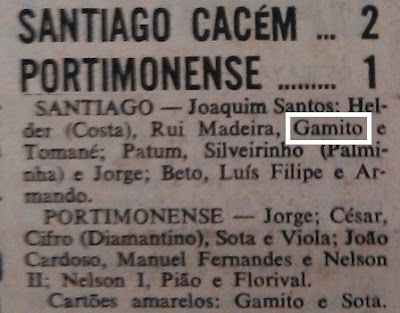 SANTIAGO CACÉM ... 2
PORTIMONENSE ......... 1
SANTIAGO — Joaquim Santos; Hel-
der (Costa), Rui Madeira, Gamito e
Tomané; Patum, Silveirinho (Palmi-
nha) e Jorge; Beto, Luís Filipe e Ar-
mando.
PORTIMONENSE — Jorge; César,
Cifro (Diamantino), Sota e Viola; João
Cardoso, Manuel Fernandes e Nelson
II; Nelson I, Pião e Florival.
Cartões amarelos: Gamito e Sota.